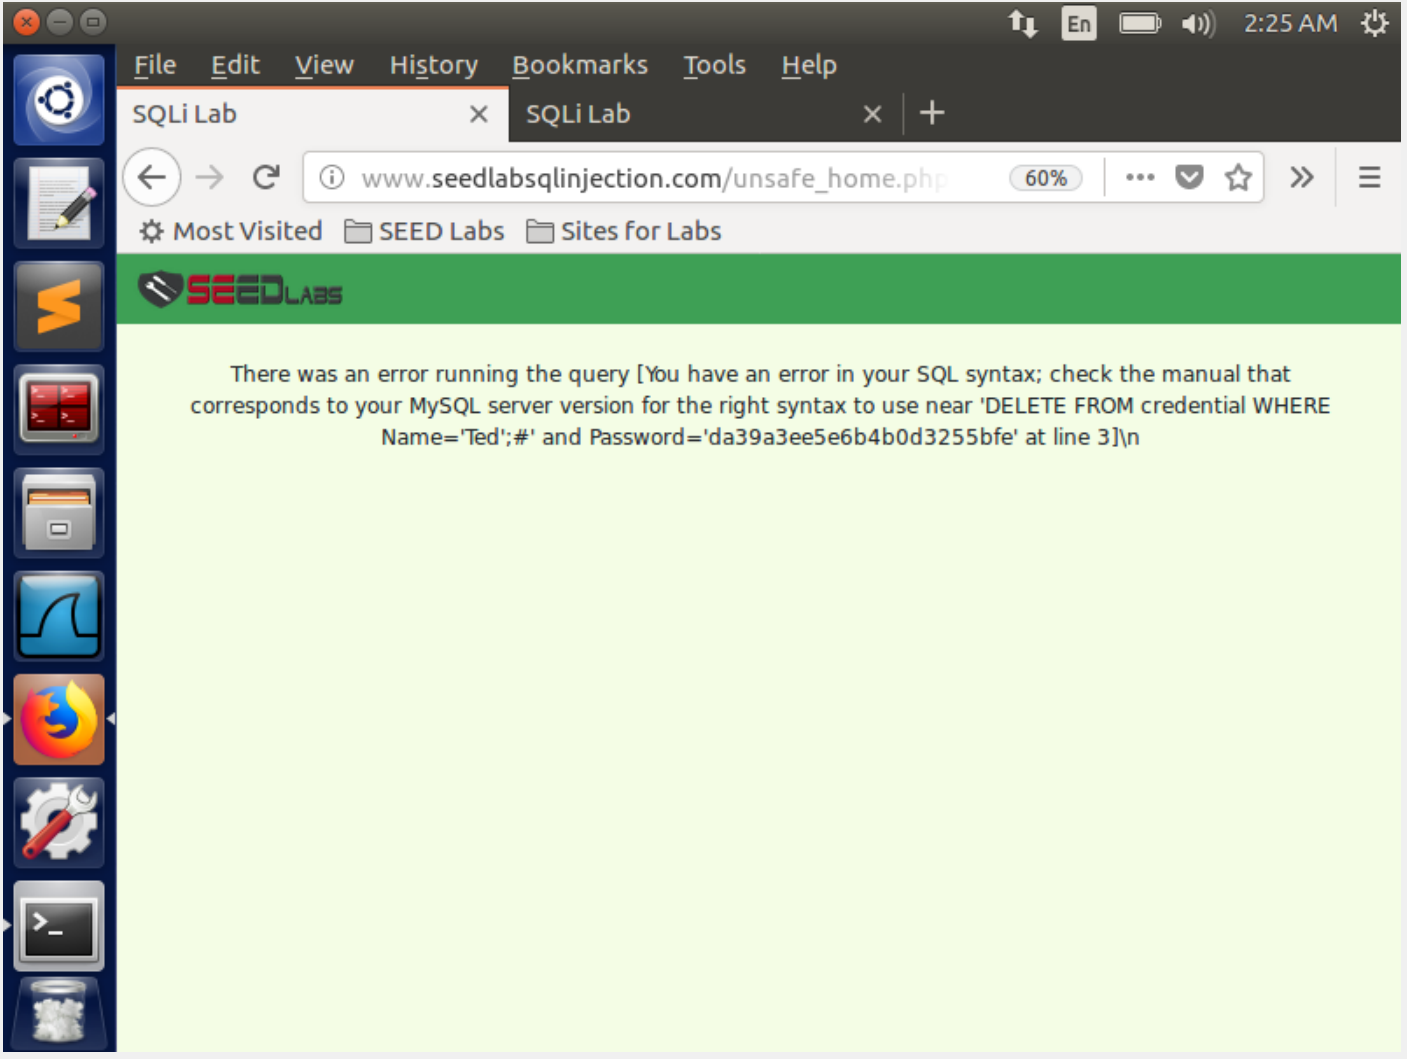 En 2:25 AM
File Edit View History Bookmarks Tools Help
SQLi Lab SQLi Lab
www.seedlabsqlinjection.com/unsafe_home.php 60%
Most Visited SEED Labs Sites for Labs
SEEDLABS
There was an error running the query [You have an error in your SQL syntax; check the manual that
corresponds to your MySQL server version for the right syntax to use near 'DELETE FROM credential WHERE
Name='Ted';#' and Password='da39a3ee5e6b4b0d3255bfe' at line 3]\n